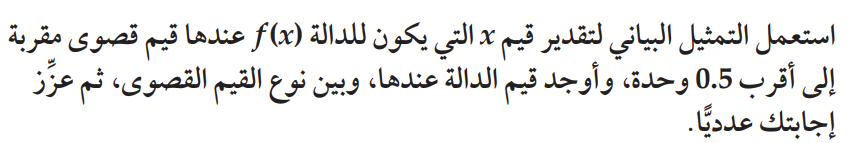 استعمل التمثيل البياني لتقدير قيم x التي يكون للدالة f(x) عندها قيم قصوى مقربة
إلى أقرب 0.5 وحدة، وأوجد قيم الدالة عندها، وبين نوع القيم القصوى، ثم عزِّز
إجابتك عدديًّا.